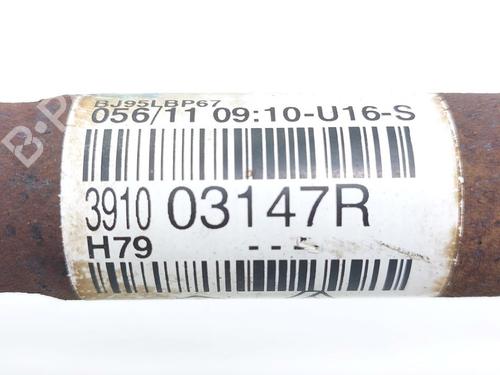 BJ95LBP67
056/11 09:10-U16-S
3910 03147R
H79 ---
B-P